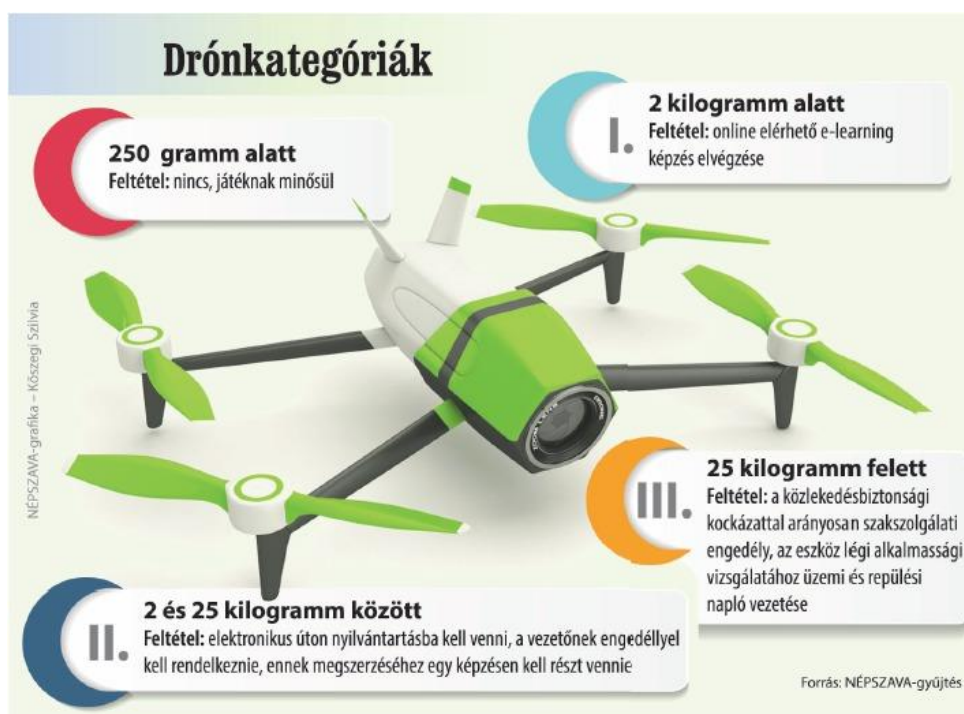 Drónkategóriák
250 gramm alatt
Feltétel: nincs, játéknak minősül
I.
2 kilogramm alatt
Feltétel: online elérhető e-learning
képzés elvégzése
NÉPSZAVA-grafika – Kőszegi Szilvia
ZOOM LENS
III.
25 kilogramm felett
Feltétel: a közlekedésbiztonsági
kockázattal arányosan szakszolgálati
engedély, az eszköz légi alkalmassági
vizsgálatához üzemi és repülési
napló vezetése
II.
2 és 25 kilogramm között
Feltétel: elektronikus úton nyilvántartásba kell venni, a vezetőnek engedéllyel
kell rendelkeznie, ennek megszerzéséhez egy képzésen kell részt vennie
Forrás: NÉPSZAVA-gyűjtés